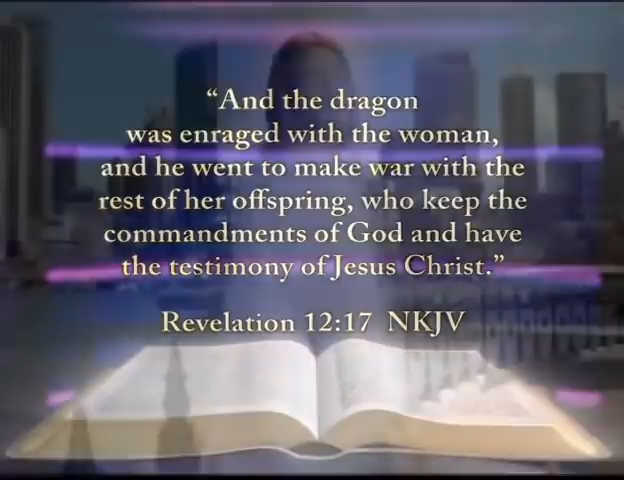 “And the dragon
was enraged with the woman,
and he went to make war with the
rest of her offspring, who keep the
commandments of God and have
the testimony of Jesus Christ.”
Revelation 12:17 NKJV